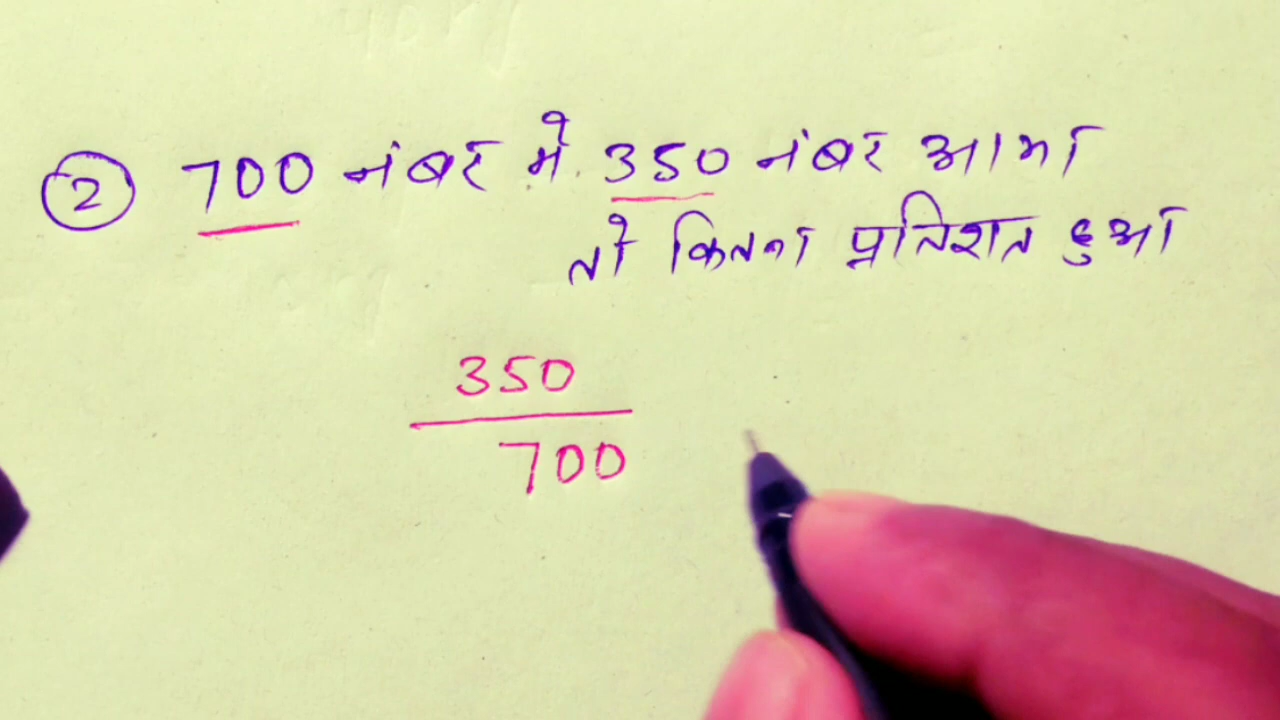 ② 700 नंबर में 350 नंबर आया
तो कितना प्रतिशत हुआ
350
700